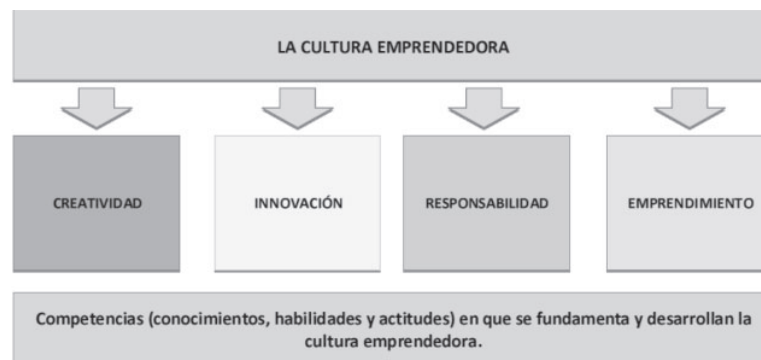 LA CULTURA EMPRENDEDORA
CREATIVIDAD
INNOVACIÓN
RESPONSABILIDAD
EMPRENDIMIENTO
Competencias (conocimientos, habilidades y actitudes) en que se fundamenta y desarrollan la
cultura emprendedora.